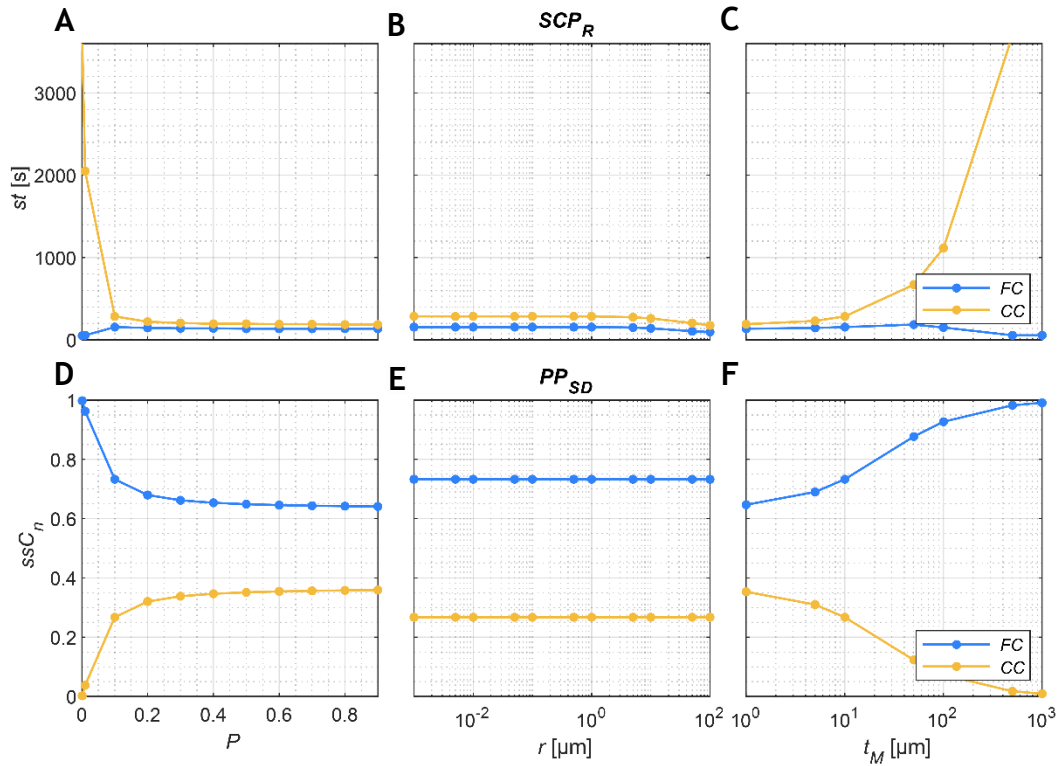 A
B
SCP_R
C
3000
2000
1000
0
st [s]
FC
CC
D
E
PP_SD
F
1
0.8
0.6
0.4
0.2
0
ssC_n
FC
CC
0 0.2 0.4 0.6 0.8
P
10^-2 10^0 10^2
r [µm]
10^0 10^1 10^2 10^3
t_M [µm]